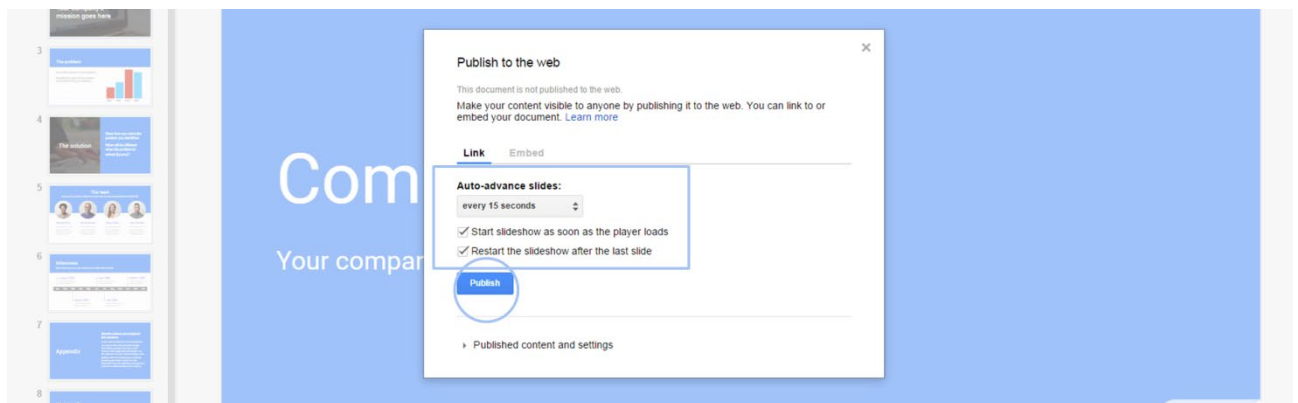 mission goes here
3
The problem
4
The solution
5
The team
6
Milestones
7
Appendix
8
Com
Your compar
Publish to the web
This document is not published to the web.
Make your content visible to anyone by publishing it to the web. You can link to or
embed your document. Learn more
Link Embed
Auto-advance slides:
every 15 seconds
Start slideshow as soon as the player loads
Restart the slideshow after the last slide
Publish
Published content and settings